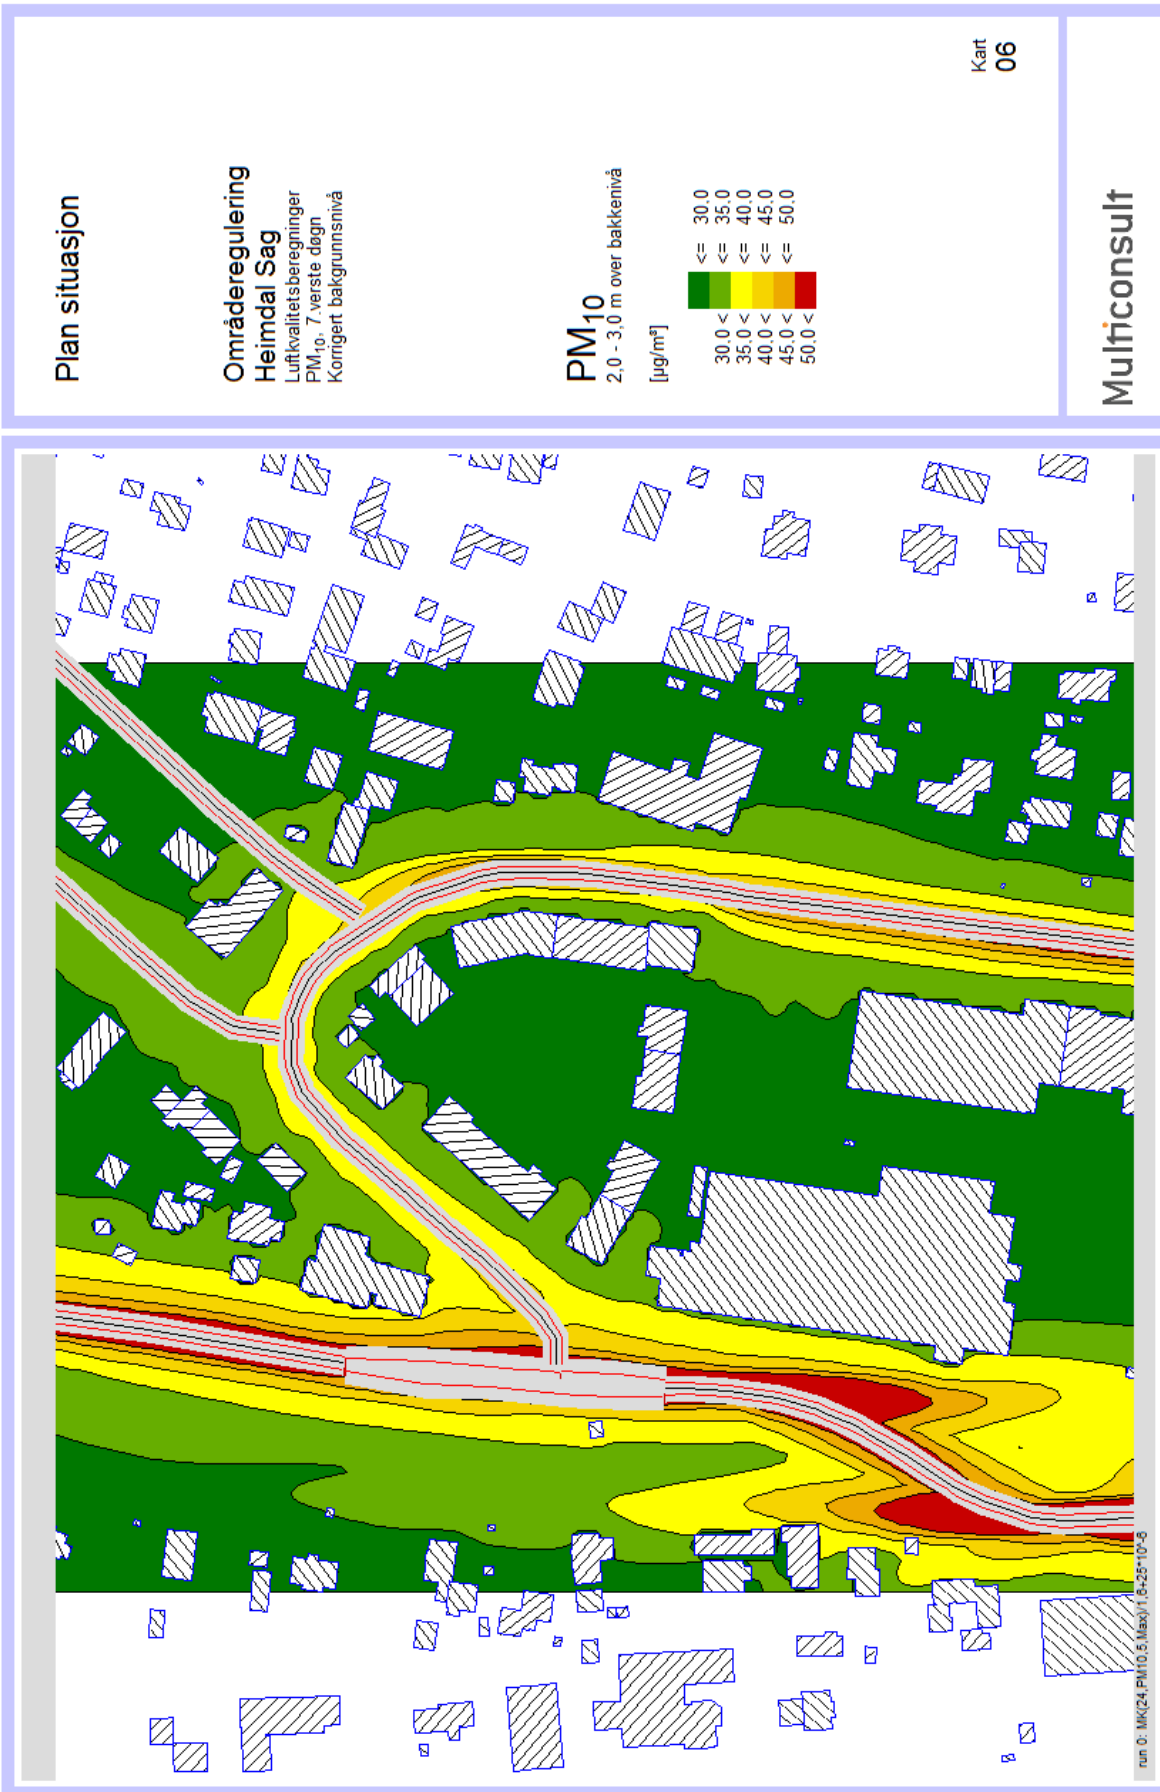 Plan situasjon
Områderegulering
Heimdal Sag
Luftkvalitetsberegninger
PM10, 7.verste døgn
Korrigert bakgrunnsnivå
PM10
2,0 - 3,0 m over bakkenivå
[µg/m³]
<= 30.0
30.0 < <= 35.0
35.0 < <= 40.0
40.0 < <= 45.0
45.0 < <= 50.0
50.0 <
Kart
06
Multiconsult
run 0: MK(24,PM10,5,Max)/1,6+25*10^-6